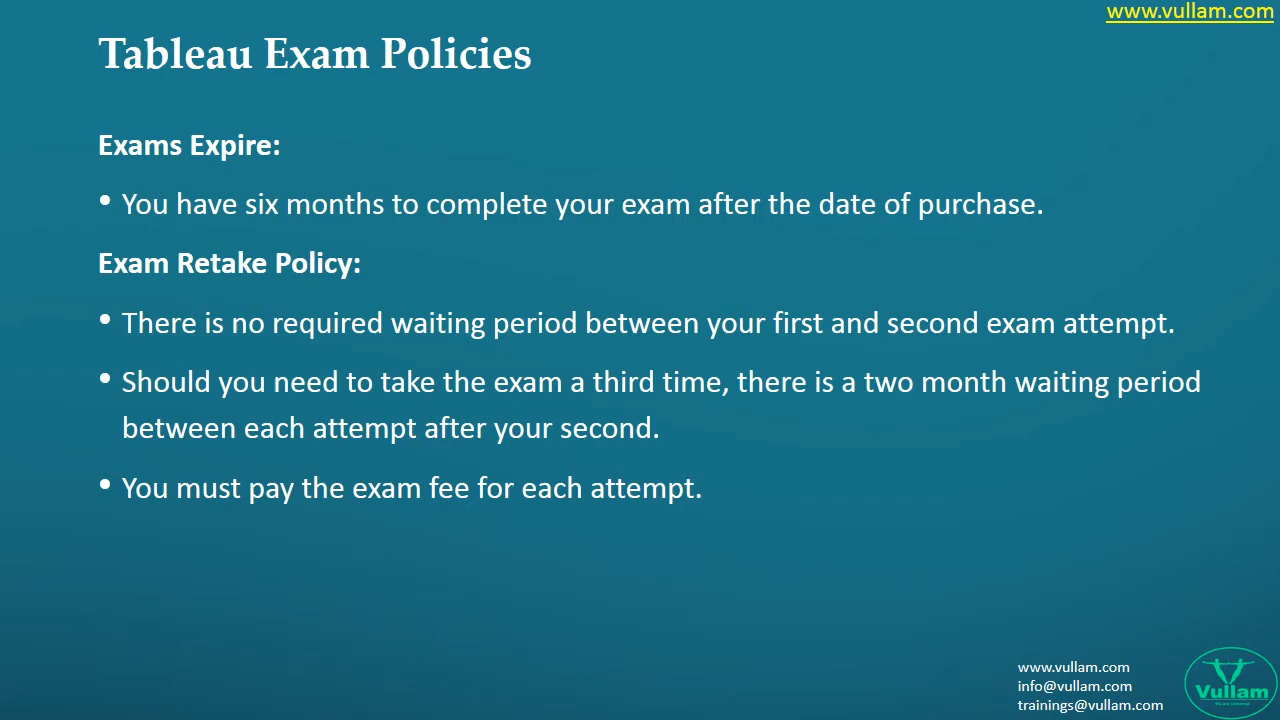 www.vullam.com
Tableau Exam Policies
Exams Expire:
• You have six months to complete your exam after the date of purchase.
Exam Retake Policy:
• There is no required waiting period between your first and second exam attempt.
• Should you need to take the exam a third time, there is a two month waiting period
between each attempt after your second.
• You must pay the exam fee for each attempt.
www.vullam.com
info@vullam.com
trainings@vullam.com
Vullam
We are Universal